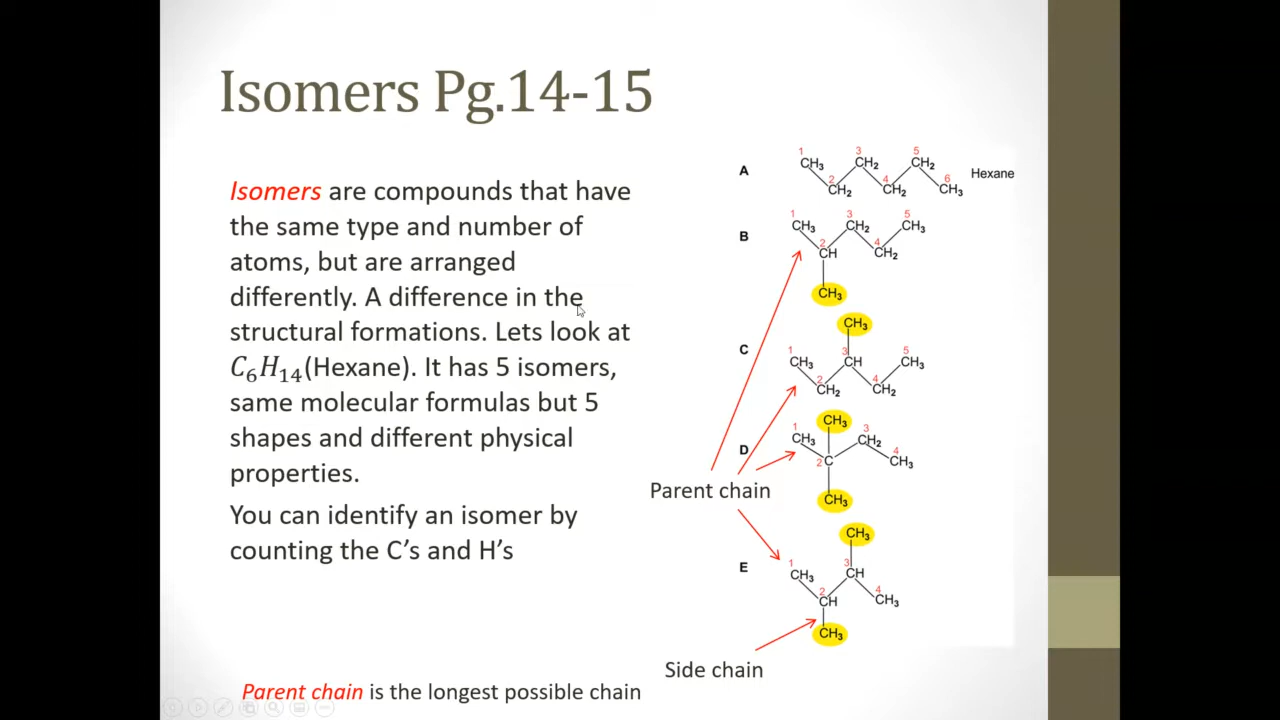 Isomers Pg.14-15
Isomers are compounds that have
the same type and number of
atoms, but are arranged
differently. A difference in the
structural formations. Lets look at
C₆H₁₄(Hexane). It has 5 isomers,
same molecular formulas but 5
shapes and different physical
properties.
You can identify an isomer by
counting the C's and H's
Parent chain is the longest possible chain
A
1 3 5
CH₃ CH₂ CH₂
Hexane
2 4 6
CH₂ CH₂ CH₃
B
1 3 5
CH₃ CH₂ CH₃
2 4
CH CH₂
CH₃
C
CH₃
1 3 5
CH₃ CH CH₃
2 4
CH₂ CH₂
D
CH₃
1 3
CH₃ CH₂
2 C 4
CH₃
CH₃
Parent chain
E
CH₃
1 3
CH₃ CH
2 4
CH CH₃
CH₃
Side chain